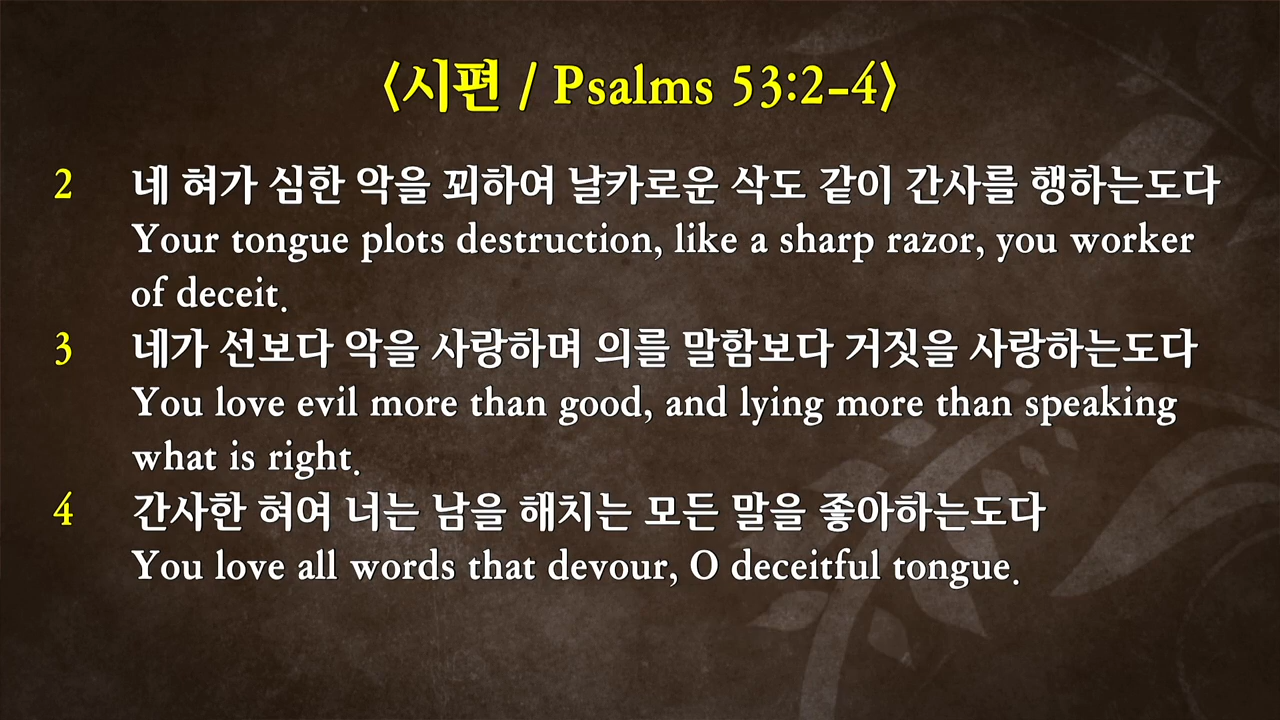 <시편 / Psalms 53:2-4>
2 네 혀가 심한 악을 꾀하여 날카로운 삭도 같이 간사를 행하는도다
Your tongue plots destruction, like a sharp razor, you worker
of deceit.
3 네가 선보다 악을 사랑하며 의를 말함보다 거짓을 사랑하는도다
You love evil more than good, and lying more than speaking
what is right.
4 간사한 혀여 너는 남을 해치는 모든 말을 좋아하는도다
You love all words that devour, O deceitful tongue.